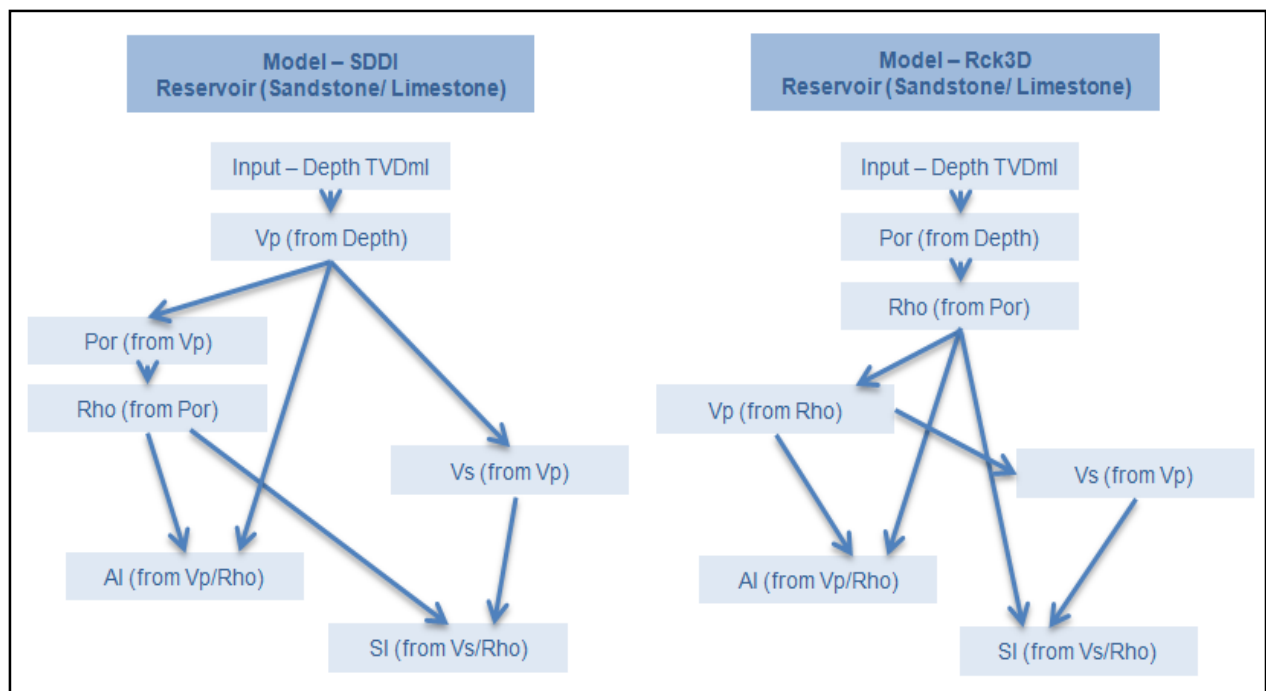 Model – SDDI
Reservoir (Sandstone/ Limestone)
Input – Depth TVDml
Vp (from Depth)
Por (from Vp)
Rho (from Por)
Vs (from Vp)
AI (from Vp/Rho)
SI (from Vs/Rho)
Model – Rck3D
Reservoir (Sandstone/ Limestone)
Input – Depth TVDml
Por (from Depth)
Rho (from Por)
Vp (from Rho)
Vs (from Vp)
AI (from Vp/Rho)
SI (from Vs/Rho)